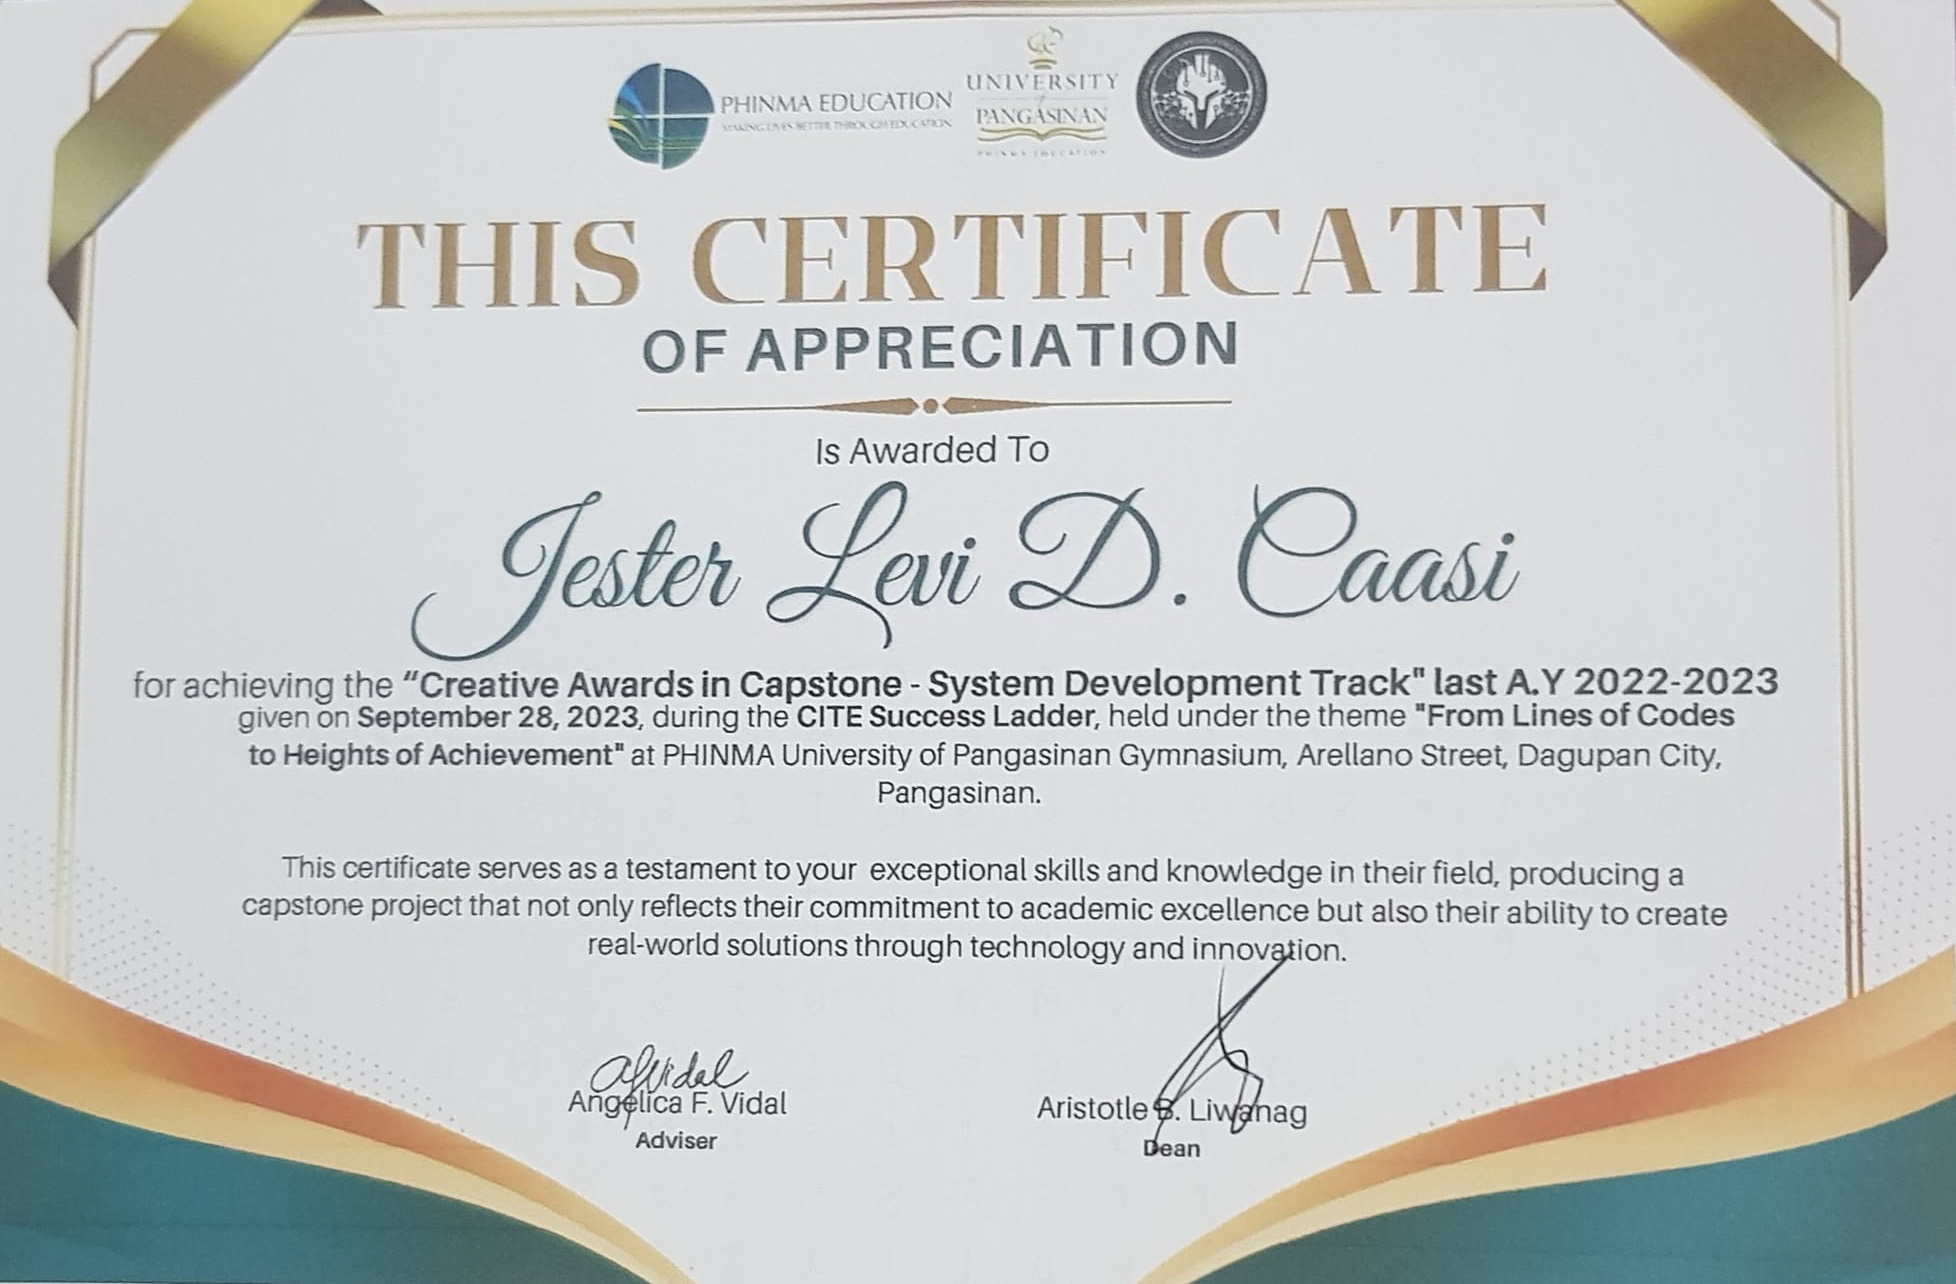 PHINMA EDUCATION
MAKING LIVES BETTER THROUGH EDUCATION
UNIVERSITY
of
PANGASINAN
PHINMA EDUCATION
THIS CERTIFICATE
OF APPRECIATION
Is Awarded To
Jester Levi D. Caasi
for achieving the “Creative Awards in Capstone - System Development Track" last A.Y 2022-2023
given on September 28, 2023, during the CITE Success Ladder, held under the theme "From Lines of Codes
to Heights of Achievement" at PHINMA University of Pangasinan Gymnasium, Arellano Street, Dagupan City,
Pangasinan.
This certificate serves as a testament to your exceptional skills and knowledge in their field, producing a
capstone project that not only reflects their commitment to academic excellence but also their ability to create
real-world solutions through technology and innovation.
afvidal
Angelica F. Vidal
Adviser
Aristotle B. Liwanag
Dean